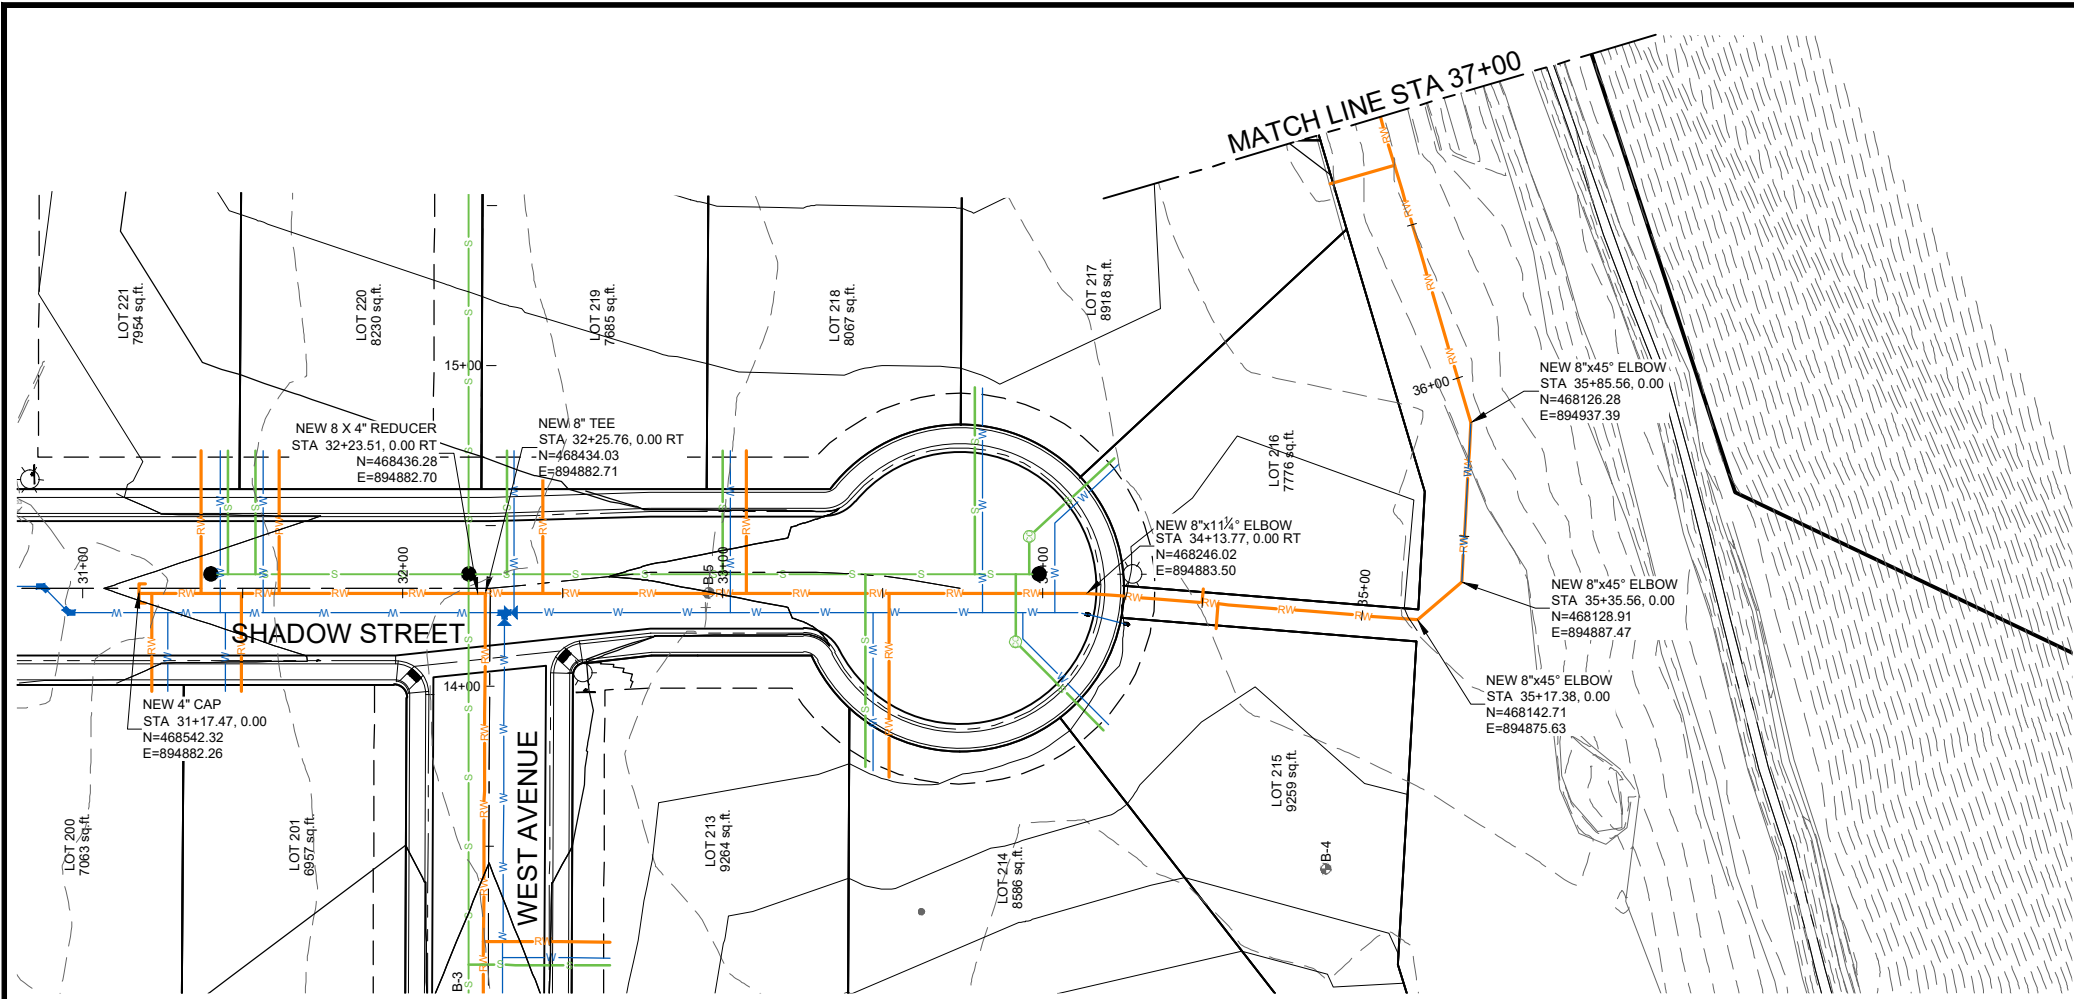 MATCH LINE STA 37+00
LOT 221
7954 sq.ft.
LOT 220
8230 sq.ft.
LOT 219
7685 sq.ft.
LOT 218
8067 sq.ft.
LOT 217
8918 sq.ft.
15+00
36+00
NEW 8"x45° ELBOW
STA 35+85.56, 0.00
N=468126.28
E=894937.39
NEW 8 X 4" REDUCER
STA 32+23.51, 0.00 RT
N=468436.28
E=894882.70
NEW 8" TEE
STA 32+25.76, 0.00 RT
N=468434.03
E=894882.71
LOT 216
7776 sq.ft.
NEW 8"x11¼° ELBOW
STA 34+13.77, 0.00 RT
N=468246.02
E=894883.50
31+00
32+00
33+00
B-5
35+00
NEW 8"x45° ELBOW
STA 35+35.56, 0.00
N=468128.91
E=894887.47
SHADOW STREET
14+00
NEW 8"x45° ELBOW
STA 35+17.38, 0.00
N=468142.71
E=894875.63
NEW 4" CAP
STA 31+17.47, 0.00
N=468542.32
E=894882.26
WEST AVENUE
LOT 200
7063 sq.ft.
LOT 201
6957 sq.ft.
LOT 213
9264 sq.ft.
LOT 214
8586 sq.ft.
LOT 215
9259 sq.ft.
B-4
B-3